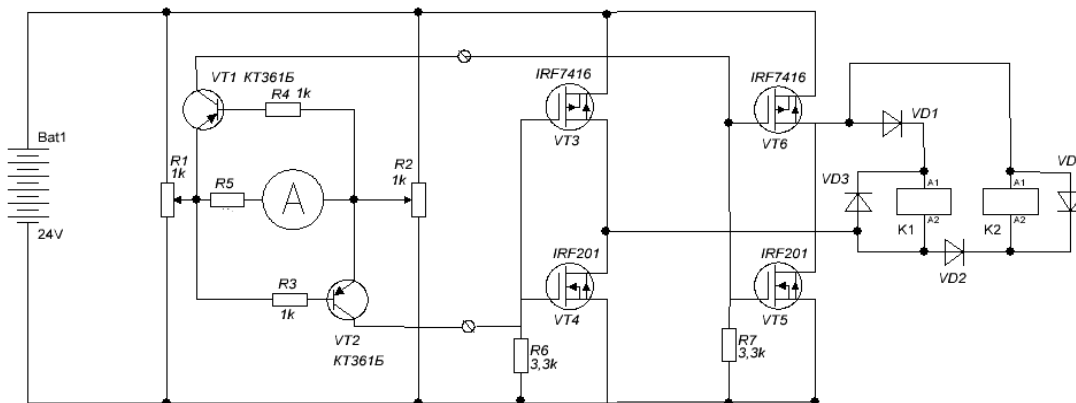 VT1 КТ361Б
R4 1k
Bat1
24V
R1
1k
R5
A
R2
1k
R3
1k
VT2
КТ361Б
IRF7416
VT3
IRF201
VT4
R6
3,3k
IRF7416
VT6
IRF201
VT5
R7
3,3k
VD1
VD3
A1
A2
K1
VD2
A1
A2
K2
VD